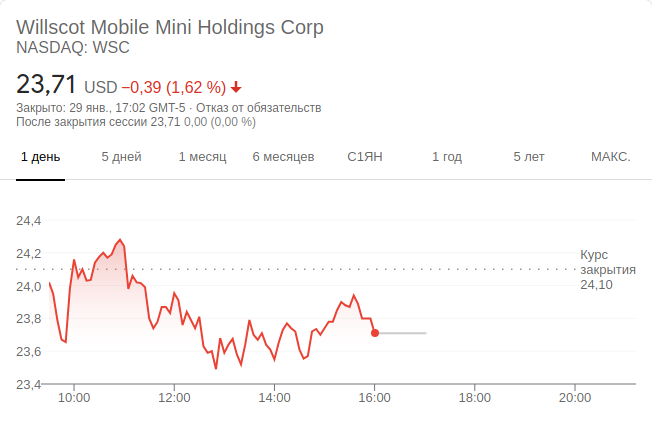 Willscot Mobile Mini Holdings Corp
NASDAQ: WSC
23,71 USD −0,39 (1,62 %)
Закрыто: 29 янв., 17:02 GMT-5 · Отказ от обязательств
После закрытия сессии 23,71 0,00 (0,00 %)
1 день 5 дней 1 месяц 6 месяцев С1ЯН 1 год 5 лет МАКС.
24,4
24,2
24,0
23,8
23,6
23,4
Курс
закрытия
24,10
10:00 12:00 14:00 16:00 18:00 20:00